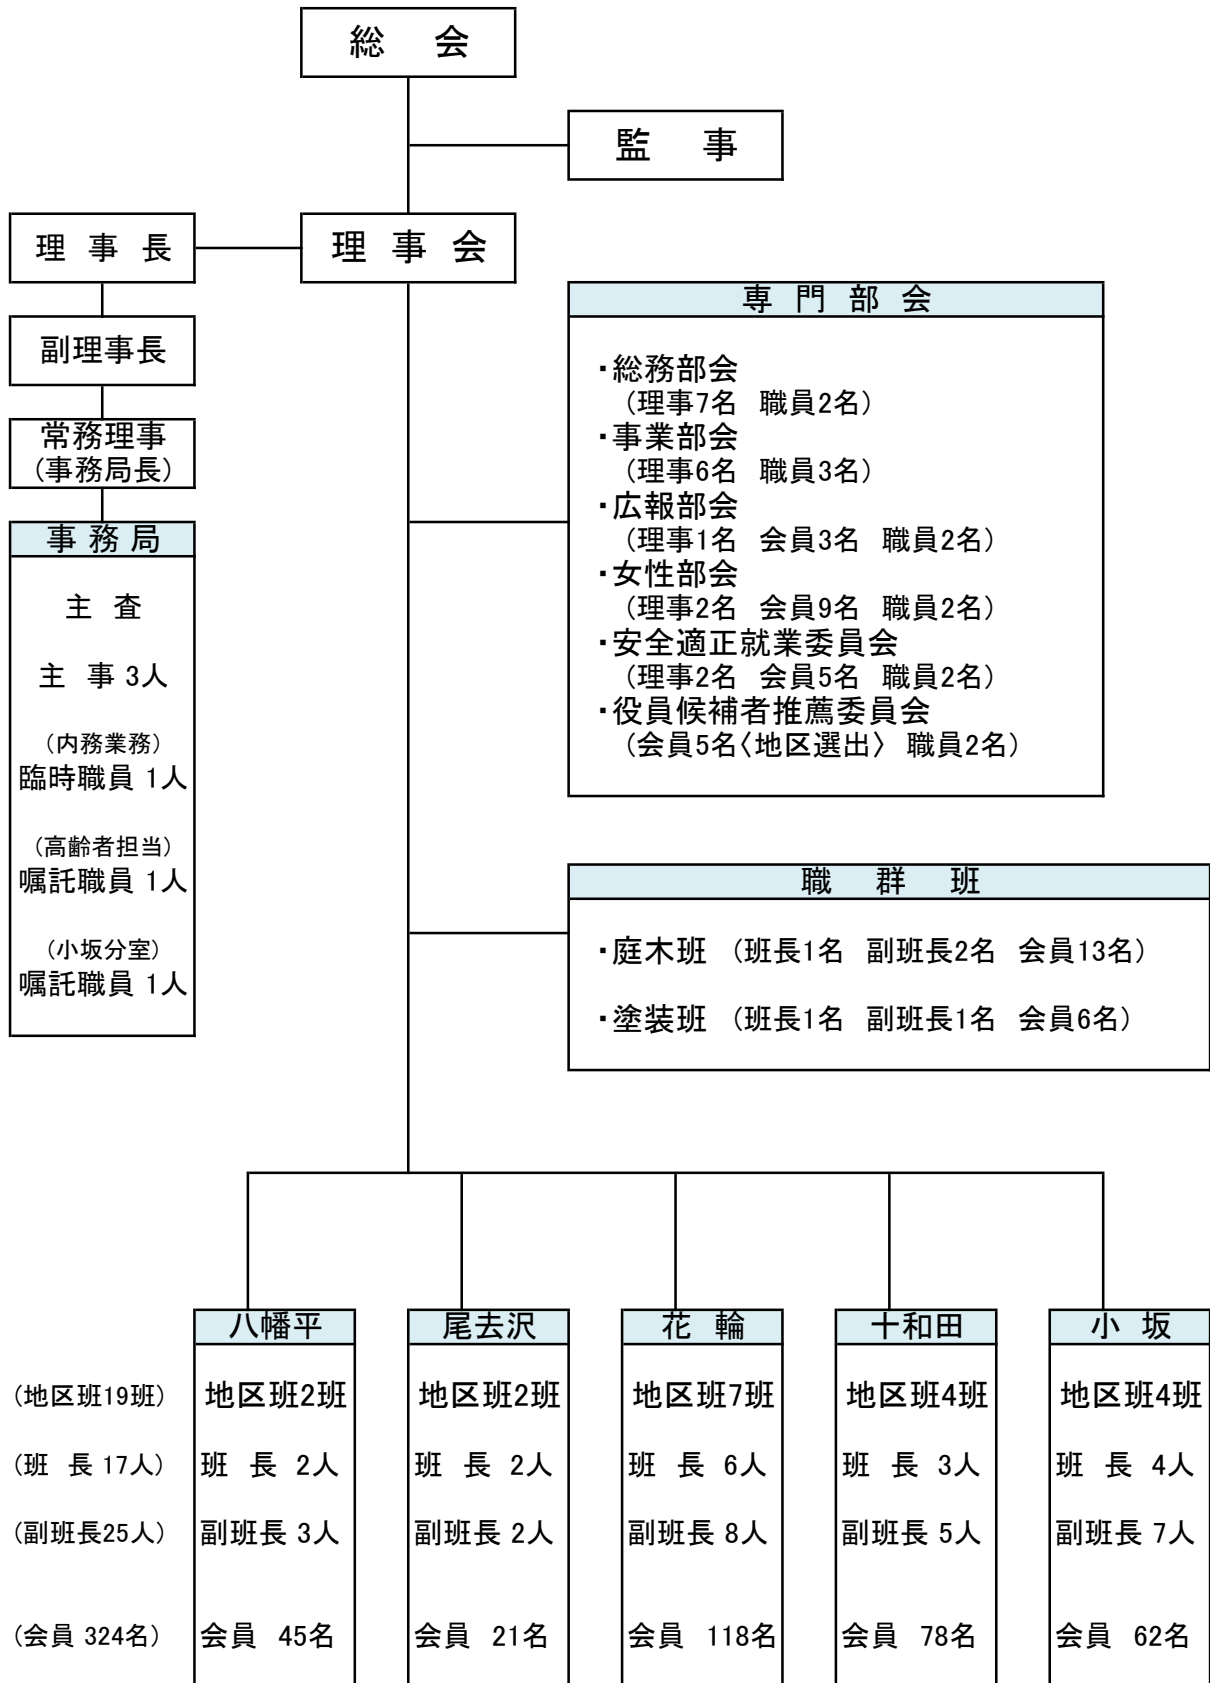 総　会
監　事
理 事 長
理 事 会
副理事長
常務理事
(事務局長)
事 務 局
主 査
主 事 3人
(内務業務)
臨時職員 1人
(高齢者担当)
嘱託職員 1人
(小坂分室)
嘱託職員 1人
専 門 部 会
・総務部会
(理事7名 職員2名)
・事業部会
(理事6名 職員3名)
・広報部会
(理事1名 会員3名 職員2名)
・女性部会
(理事2名 会員9名 職員2名)
・安全適正就業委員会
(理事2名 会員5名 職員2名)
・役員候補者推薦委員会
(会員5名〈地区選出〉 職員2名)
職 群 班
・庭木班 (班長1名 副班長2名 会員13名)
・塗装班 (班長1名 副班長1名 会員6名)
八幡平 尾去沢 花 輪 十和田 小 坂
(地区班19班) 地区班2班 地区班2班 地区班7班 地区班4班 地区班4班
(班 長 17人) 班 長 2人 班 長 2人 班 長 6人 班 長 3人 班 長 4人
(副班長25人) 副班長 3人 副班長 2人 副班長 8人 副班長 5人 副班長 7人
(会員 324名) 会員 45名 会員 21名 会員 118名 会員 78名 会員 62名